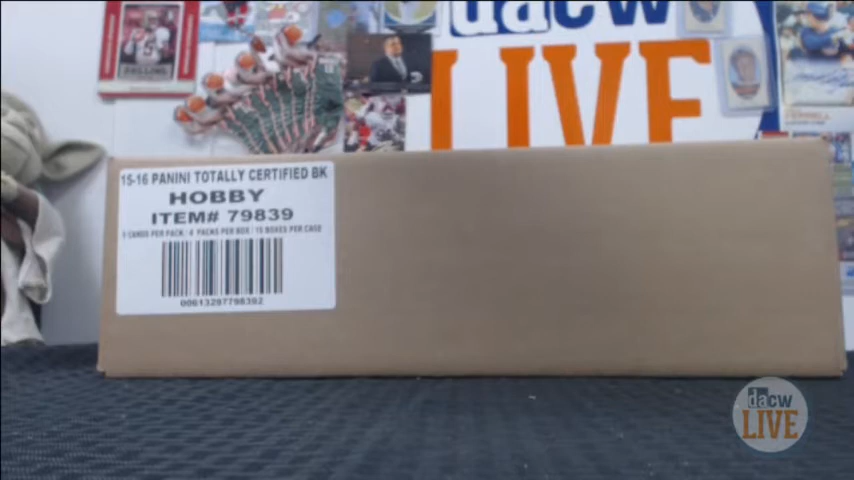 dacw
LIVE
15-16 PANINI TOTALLY CERTIFIED BK
HOBBY
ITEM# 79839
5 CARDS PER PACK / 4 PACKS PER BOX / 15 BOXES PER CASE
00613297798392
dacw
LIVE